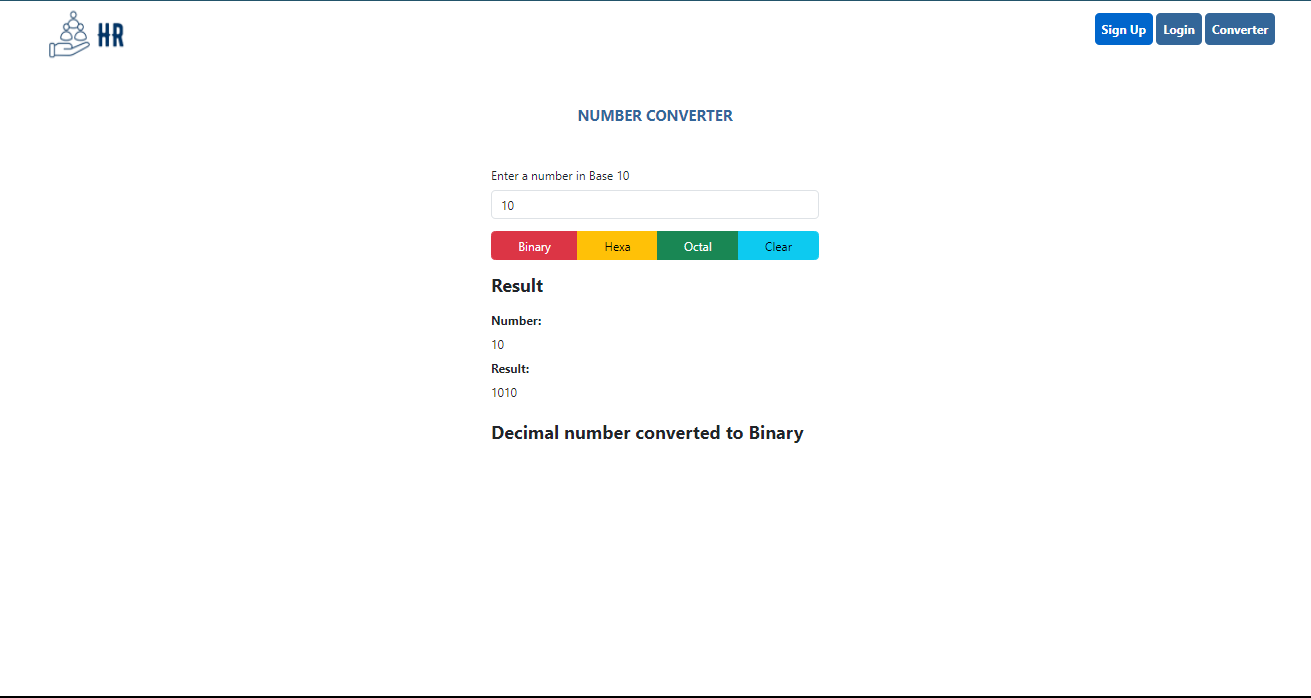 HR
Sign Up Login Converter
NUMBER CONVERTER
Enter a number in Base 10
10
Binary Hexa Octal Clear
Result
Number:
10
Result:
1010
Decimal number converted to Binary